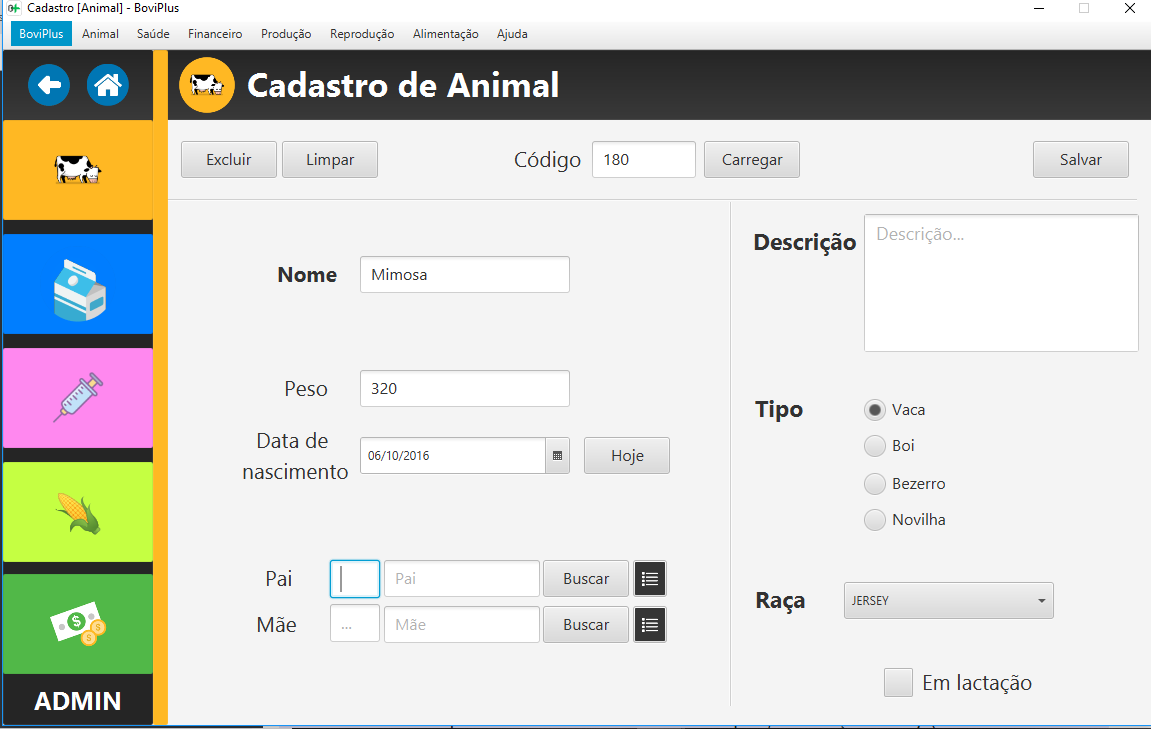 Cadastro [Animal] - BoviPlus
BoviPlus Animal Saúde Financeiro Produção Reprodução Alimentação Ajuda
Cadastro de Animal
Excluir Limpar Código 180 Carregar Salvar
Nome Mimosa
Peso 320
Data de
nascimento 06/10/2016 Hoje
Pai Pai Buscar
Mãe ... Mãe Buscar
Descrição Descrição...
Tipo Vaca
Boi
Bezerro
Novilha
Raça JERSEY
Em lactação
$
$
$
ADMIN